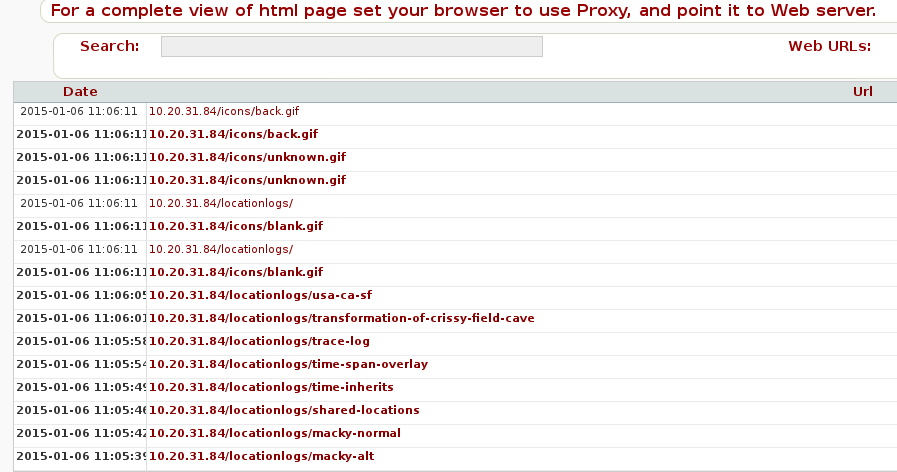 For a complete view of html page set your browser to use Proxy, and point it to Web server.
Search: Web URLs:
Date Url
2015-01-06 11:06:11 10.20.31.84/icons/back.gif
2015-01-06 11:06:11 10.20.31.84/icons/back.gif
2015-01-06 11:06:11 10.20.31.84/icons/unknown.gif
2015-01-06 11:06:11 10.20.31.84/icons/unknown.gif
2015-01-06 11:06:11 10.20.31.84/locationlogs/
2015-01-06 11:06:11 10.20.31.84/icons/blank.gif
2015-01-06 11:06:11 10.20.31.84/locationlogs/
2015-01-06 11:06:11 10.20.31.84/icons/blank.gif
2015-01-06 11:06:05 10.20.31.84/locationlogs/usa-ca-sf
2015-01-06 11:06:01 10.20.31.84/locationlogs/transformation-of-crissy-field-cave
2015-01-06 11:05:58 10.20.31.84/locationlogs/trace-log
2015-01-06 11:05:54 10.20.31.84/locationlogs/time-span-overlay
2015-01-06 11:05:49 10.20.31.84/locationlogs/time-inherits
2015-01-06 11:05:46 10.20.31.84/locationlogs/shared-locations
2015-01-06 11:05:42 10.20.31.84/locationlogs/macky-normal
2015-01-06 11:05:39 10.20.31.84/locationlogs/macky-alt